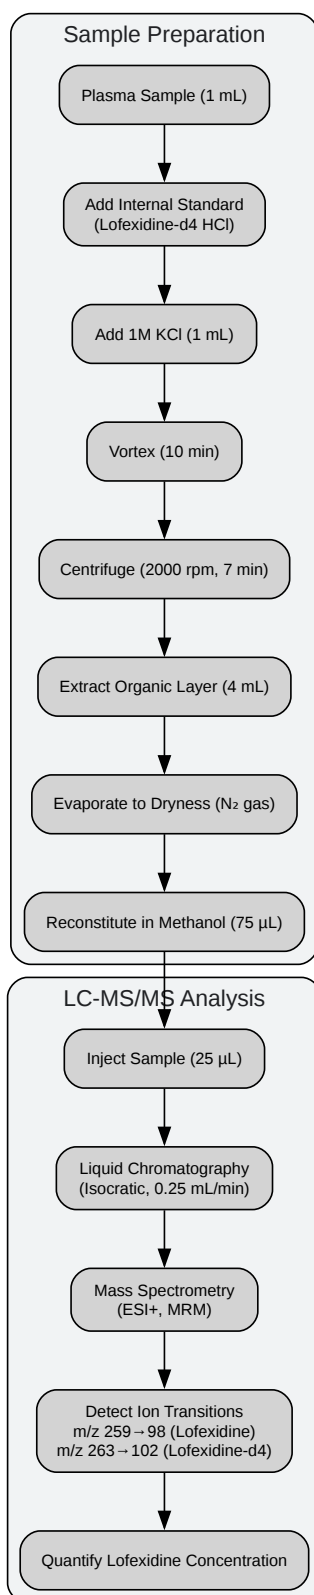 Sample Preparation
Plasma Sample (1 mL)
Add Internal Standard
(Lofexidine-d4 HCl)
Add 1M KCl (1 mL)
Vortex (10 min)
Centrifuge (2000 rpm, 7 min)
Extract Organic Layer (4 mL)
Evaporate to Dryness (N₂ gas)
Reconstitute in Methanol (75 µL)
LC-MS/MS Analysis
Inject Sample (25 µL)
Liquid Chromatography
(Isocratic, 0.25 mL/min)
Mass Spectrometry
(ESI+, MRM)
Detect Ion Transitions
m/z 259→98 (Lofexidine)
m/z 263→102 (Lofexidine-d4)
Quantify Lofexidine Concentration